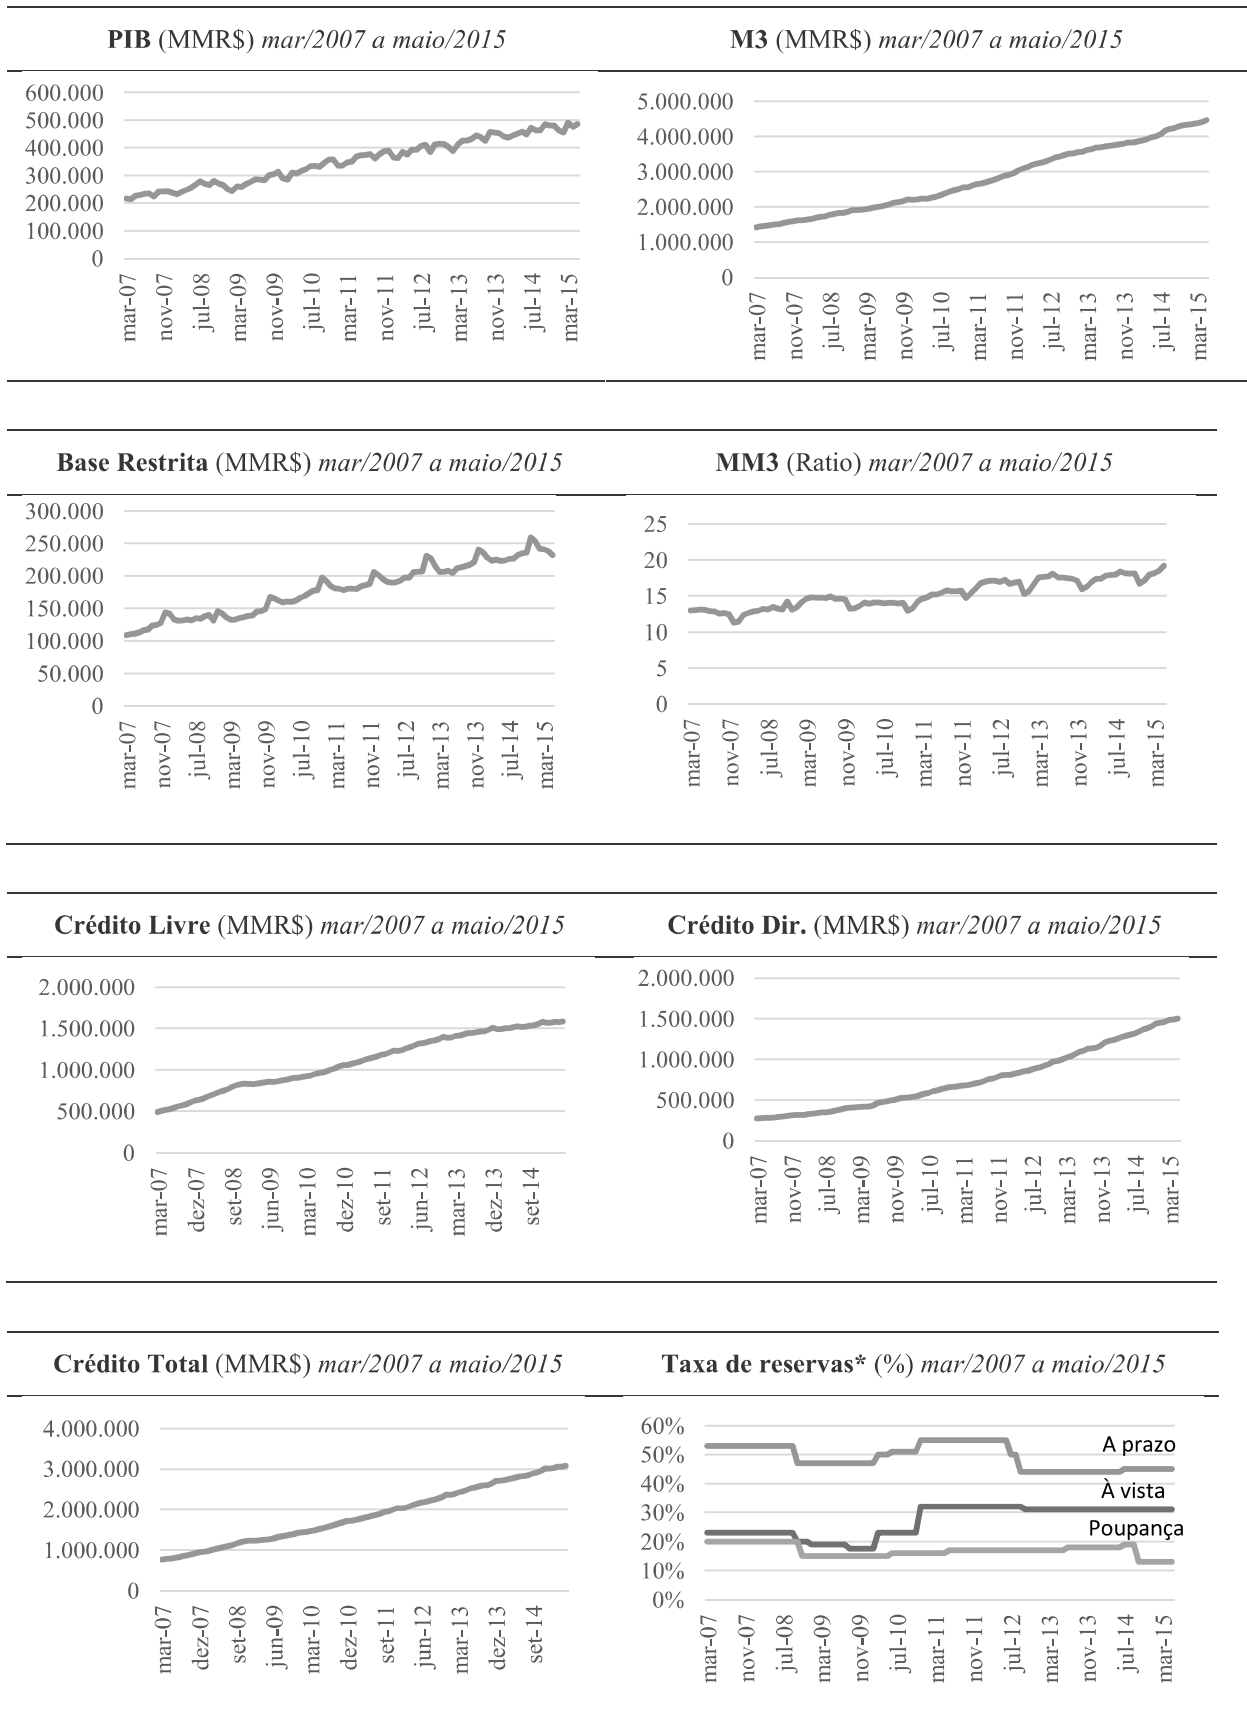 PIB (MMR$) mar/2007 a maio/2015
600.000
500.000
400.000
300.000
200.000
100.000
0
mar-07 nov-07 jul-08 mar-09 nov-09 jul-10 mar-11 nov-11 jul-12 mar-13 nov-13 jul-14 mar-15
M3 (MMR$) mar/2007 a maio/2015
5.000.000
4.000.000
3.000.000
2.000.000
1.000.000
0
mar-07 nov-07 jul-08 mar-09 nov-09 jul-10 mar-11 nov-11 jul-12 mar-13 nov-13 jul-14 mar-15
Base Restrita (MMR$) mar/2007 a maio/2015
300.000
250.000
200.000
150.000
100.000
50.000
0
mar-07 nov-07 jul-08 mar-09 nov-09 jul-10 mar-11 nov-11 jul-12 mar-13 nov-13 jul-14 mar-15
MM3 (Ratio) mar/2007 a maio/2015
25
20
15
10
5
0
mar-07 nov-07 jul-08 mar-09 nov-09 jul-10 mar-11 nov-11 jul-12 mar-13 nov-13 jul-14 mar-15
Crédito Livre (MMR$) mar/2007 a maio/2015
2.000.000
1.500.000
1.000.000
500.000
0
mar-07 dez-07 set-08 jun-09 mar-10 dez-10 set-11 jun-12 mar-13 dez-13 set-14
Crédito Dir. (MMR$) mar/2007 a maio/2015
2.000.000
1.500.000
1.000.000
500.000
0
mar-07 nov-07 jul-08 mar-09 nov-09 jul-10 mar-11 nov-11 jul-12 mar-13 nov-13 jul-14 mar-15
Crédito Total (MMR$) mar/2007 a maio/2015
4.000.000
3.000.000
2.000.000
1.000.000
0
mar-07 dez-07 set-08 jun-09 mar-10 dez-10 set-11 jun-12 mar-13 dez-13 set-14
Taxa de reservas* (%) mar/2007 a maio/2015
60%
50%
40%
30%
20%
10%
0%
A prazo
À vista
Poupança
mar-07 nov-07 jul-08 mar-09 nov-09 jul-10 mar-11 nov-11 jul-12 mar-13 nov-13 jul-14 mar-15